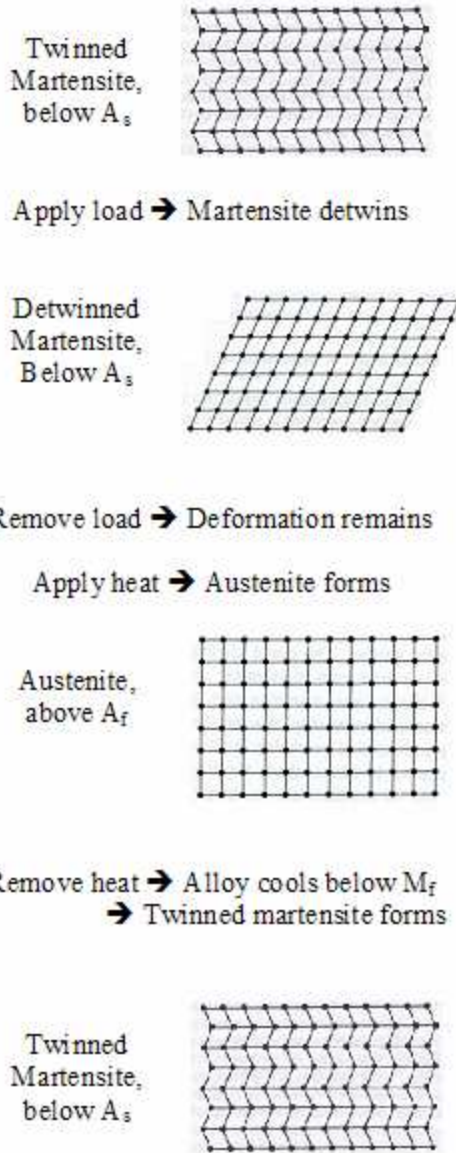 Twinned
Martensite,
below As
Apply load ➔ Martensite detwins
Detwinned
Martensite,
Below As
Remove load ➔ Deformation remains
Apply heat ➔ Austenite forms
Austenite,
above Af
Remove heat ➔ Alloy cools below Mf
➔ Twinned martensite forms
Twinned
Martensite,
below As